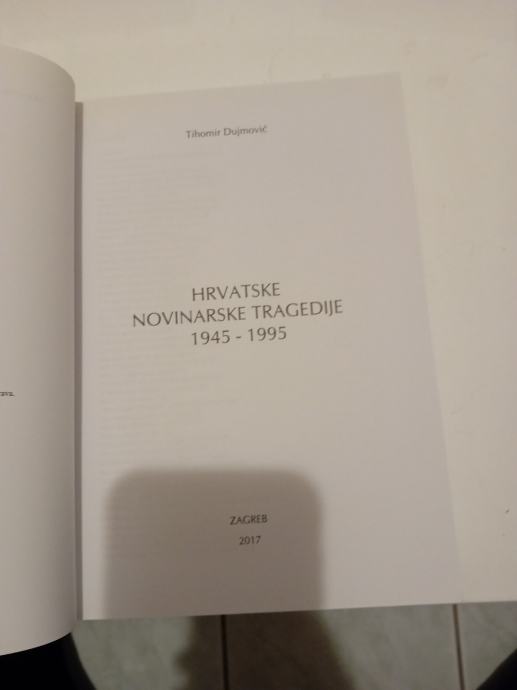 Tihomir Dujmović
HRVATSKE
NOVINARSKE TRAGEDIJE
1945 - 1995
ZAGREB
2017